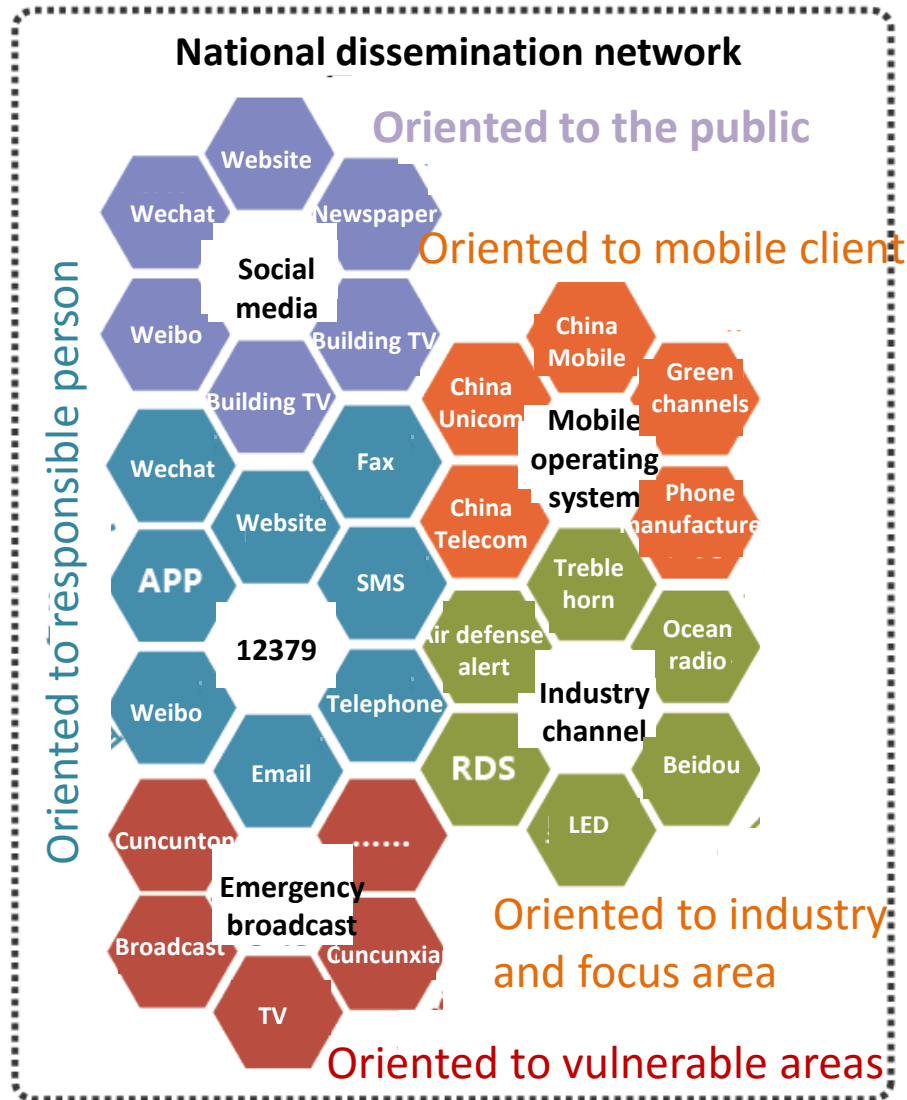 National dissemination network
Oriented to the public
Website
Wechat
Newspaper
Social
media
Weibo
Building TV
Building TV
Oriented to mobile client
China
Mobile
China
Unicom
Green
channels
Mobile
operating
system
China
Telecom
Phone
manufacture
Oriented to responsible person
Wechat
Fax
Website
APP
SMS
12379
Weibo
Telephone
Email
Treble
horn
Air defense
alert
Ocean
radio
Industry
channel
RDS
Beidou
LED
Oriented to industry
and focus area
Cuncunton
......
Emergency
broadcast
Broadcast
Cuncunxia
TV
Oriented to vulnerable areas